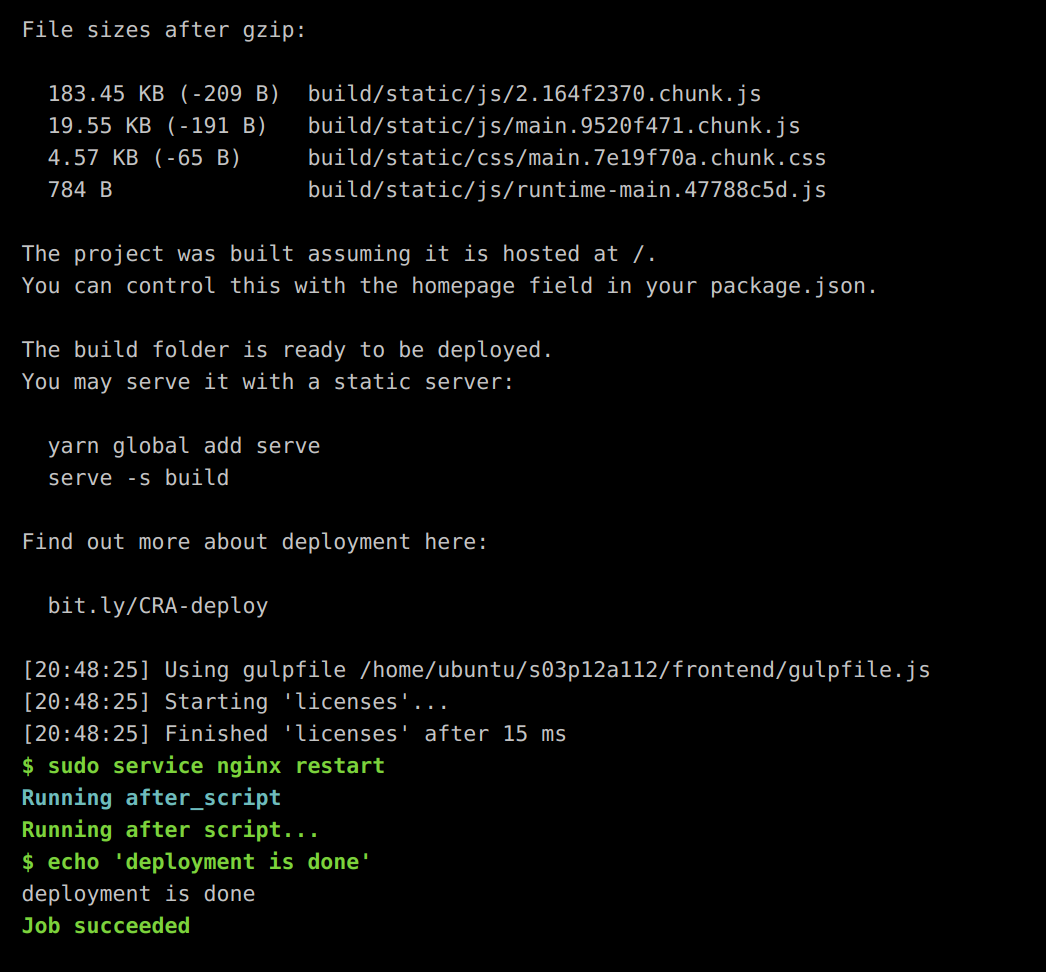 File sizes after gzip:
183.45 KB (-209 B)  build/static/js/2.164f2370.chunk.js
19.55 KB (-191 B)   build/static/js/main.9520f471.chunk.js
4.57 KB (-65 B)     build/static/css/main.7e19f70a.chunk.css
784 B               build/static/js/runtime-main.47788c5d.js
The project was built assuming it is hosted at /.
You can control this with the homepage field in your package.json.
The build folder is ready to be deployed.
You may serve it with a static server:
yarn global add serve
serve -s build
Find out more about deployment here:
bit.ly/CRA-deploy
[20:48:25] Using gulpfile /home/ubuntu/s03p12a112/frontend/gulpfile.js
[20:48:25] Starting 'licenses'...
[20:48:25] Finished 'licenses' after 15 ms
$ sudo service nginx restart
Running after_script
Running after script...
$ echo 'deployment is done'
deployment is done
Job succeeded